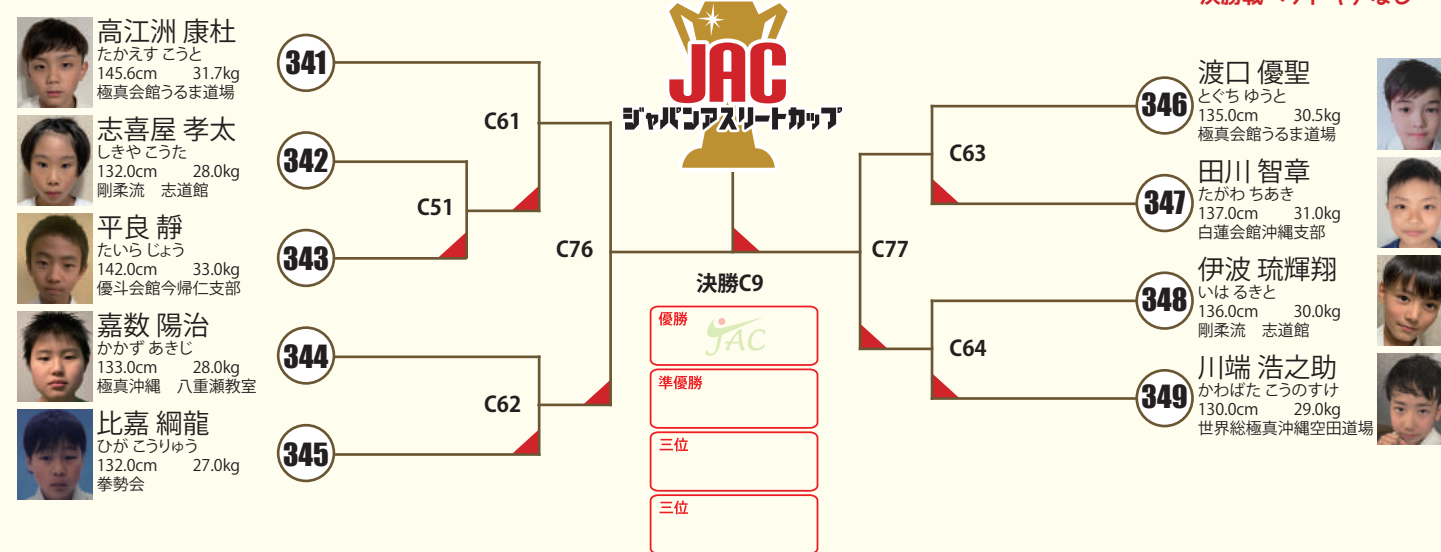 高江洲 康杜
たかえす こうと
145.6cm 31.7kg
極真会館うるま道場
341
志喜屋 孝太
しきや こうた
132.0cm 28.0kg
剛柔流 志道館
342
平良 靜
たいら じょう
142.0cm 33.0kg
優斗会館今帰仁支部
343
嘉数 陽治
かかず あきじ
133.0cm 28.0kg
極真沖縄 八重瀬教室
344
比嘉 綱龍
ひが こうりゅう
132.0cm 27.0kg
拳勢会
345
C61
C51
C76
C62
JAC
ジャパンアスリートカップ
決勝C9
優勝
JAC
準優勝
三位
三位
C63
C77
C64
346
渡口 優聖
とぐち ゆうと
135.0cm 30.5kg
極真会館うるま道場
347
田川 智章
たがわ ちあき
137.0cm 31.0kg
白蓮会館沖縄支部
348
伊波 琉輝翔
いは るきと
136.0cm 30.0kg
剛柔流 志道館
349
川端 浩之助
かわばた こうのすけ
130.0cm 29.0kg
世界総極真沖縄空田道場